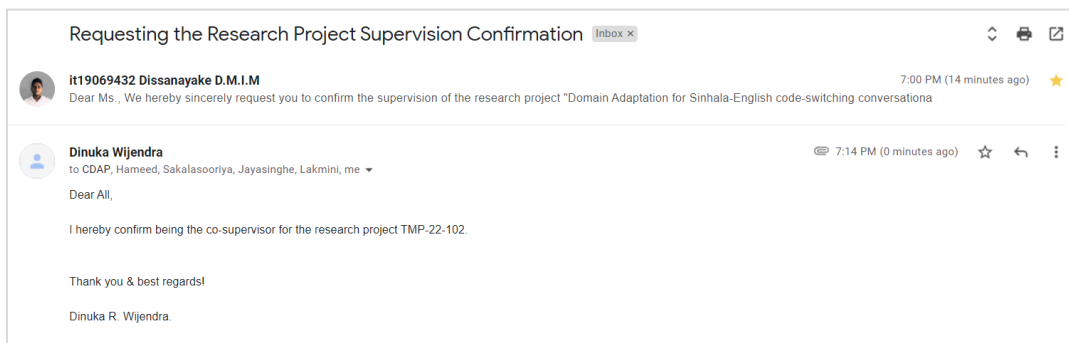 Requesting the Research Project Supervision Confirmation Inbox ×
it19069432 Dissanayake D.M.I.M 7:00 PM (14 minutes ago)
Dear Ms., We hereby sincerely request you to confirm the supervision of the research project "Domain Adaptation for Sinhala-English code-switching conversationa
Dinuka Wijendra 7:14 PM (0 minutes ago)
to CDAP, Hameed, Sakalasooriya, Jayasinghe, Lakmini, me
Dear All,
I hereby confirm being the co-supervisor for the research project TMP-22-102.
Thank you & best regards!
Dinuka R. Wijendra.